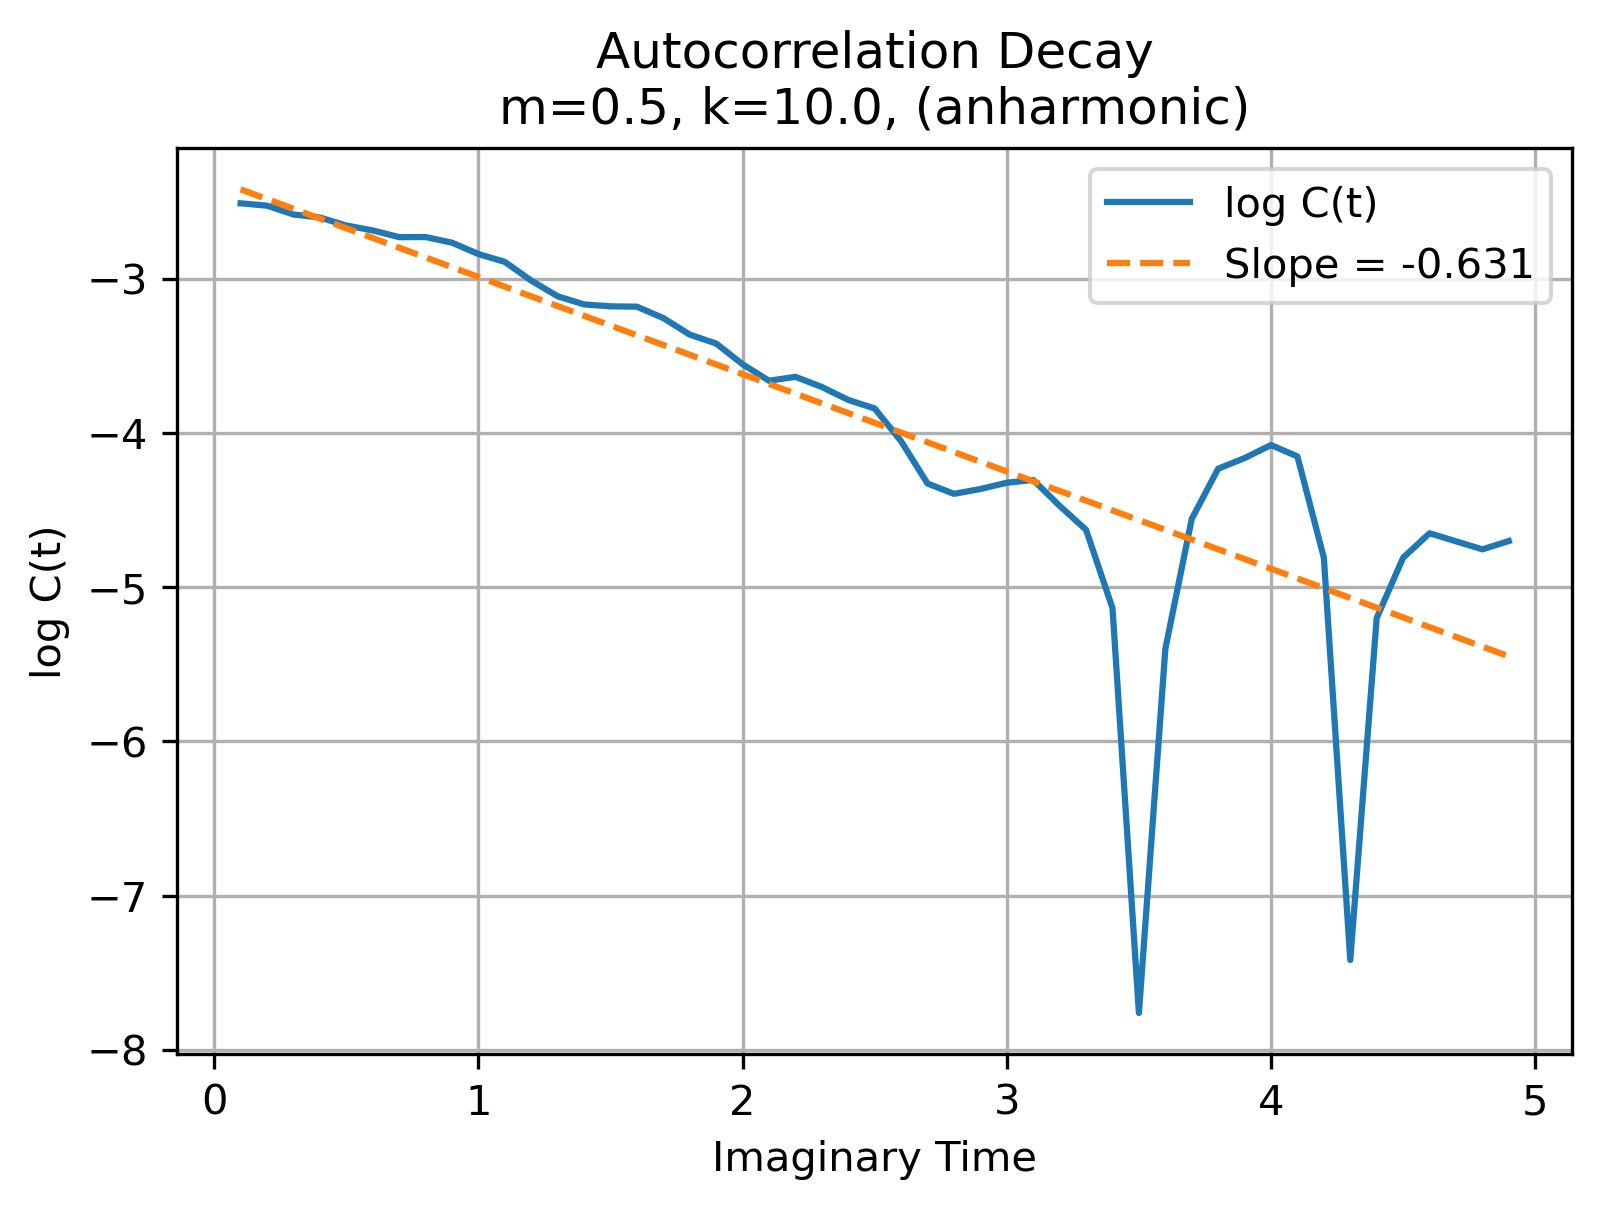 Autocorrelation Decay
m=0.5, k=10.0, (anharmonic)
log C(t)
Slope = -0.631
−3
−4
−5
−6
−7
−8
log C(t)
0 1 2 3 4 5
Imaginary Time